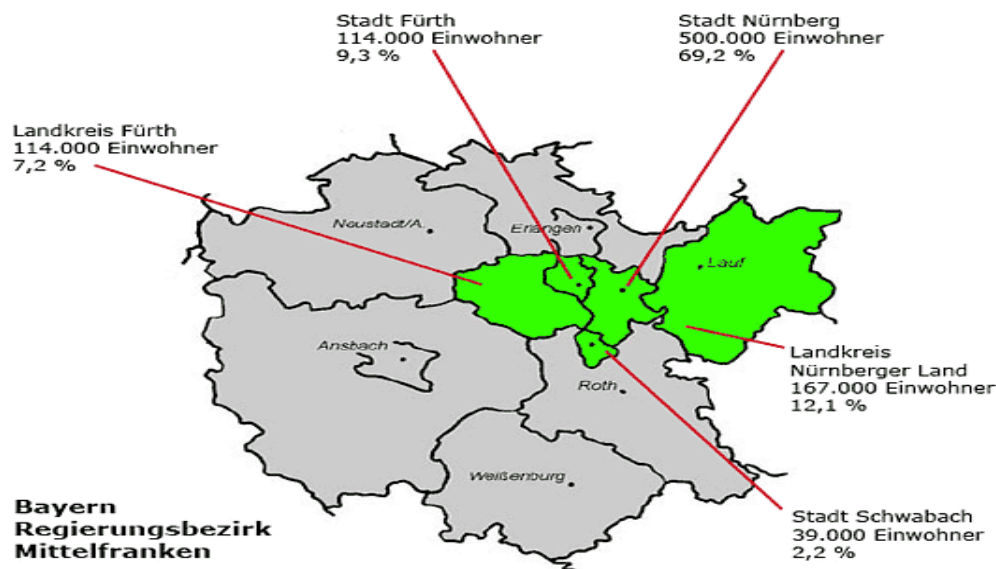 Stadt Fürth
114.000 Einwohner
9,3 %
Stadt Nürnberg
500.000 Einwohner
69,2 %
Landkreis Fürth
114.000 Einwohner
7,2 %
Neustadt/A.
Erlangen
Lauf
Ansbach
Roth
Weißenburg
Landkreis
Nürnberger Land
167.000 Einwohner
12,1 %
Stadt Schwabach
39.000 Einwohner
2,2 %
Bayern
Regierungsbezirk
Mittelfranken